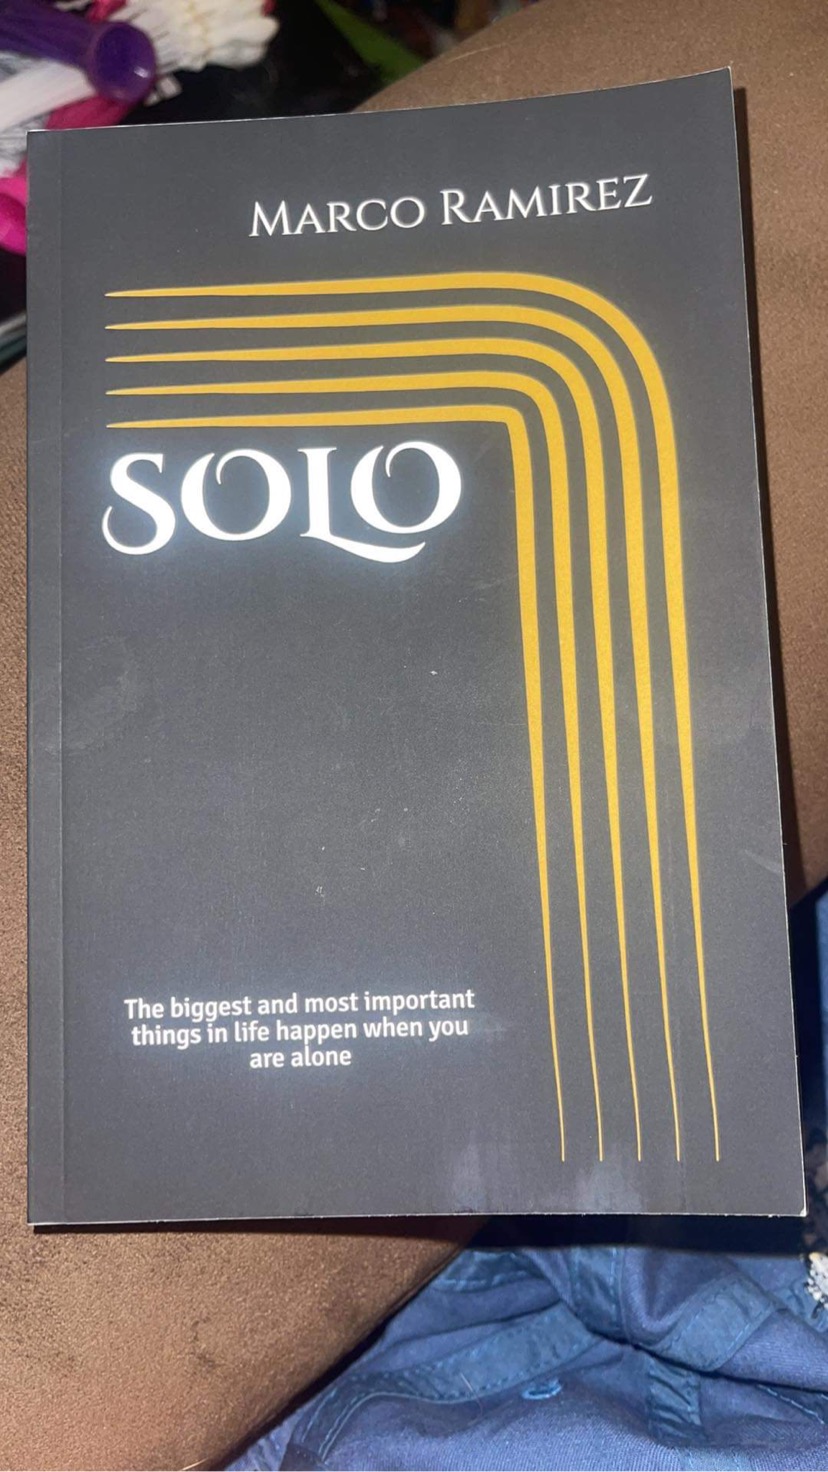 MARCO RAMIREZ
SOLO
The biggest and most important
things in life happen when you
are alone